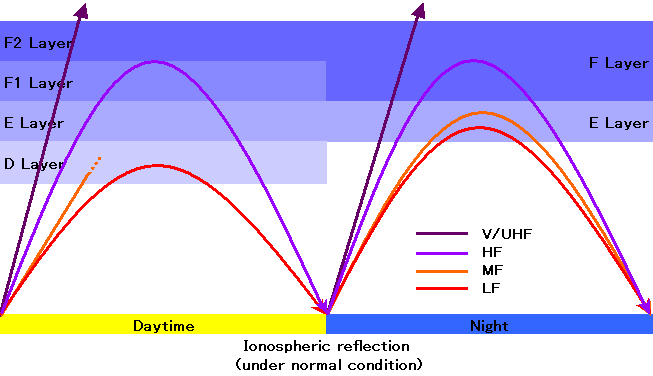 F2 Layer
F1 Layer
E Layer
D Layer
F Layer
E Layer
V/UHF
HF
MF
LF
Daytime
Night
Ionospheric reflection
(under normal condition)